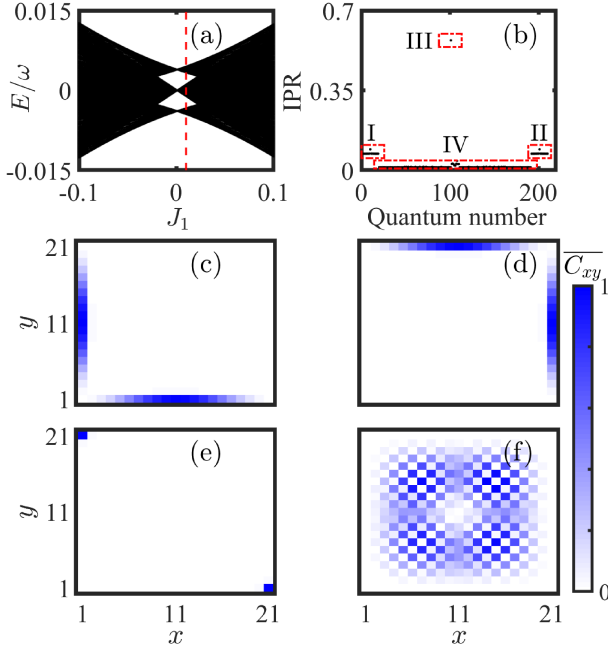 0.015
0
-0.015
E/ω
(a)
-0.1 0 0.1
J₁
0.7
0.35
0
IPR
(b)
III
I
IV
II
0 100 200
Quantum number
21
11
1
y
(c)
(d)
C_{xy}
1
0
21
11
1
y
(e)
(f)
1 11 21
x
1 11 21
x